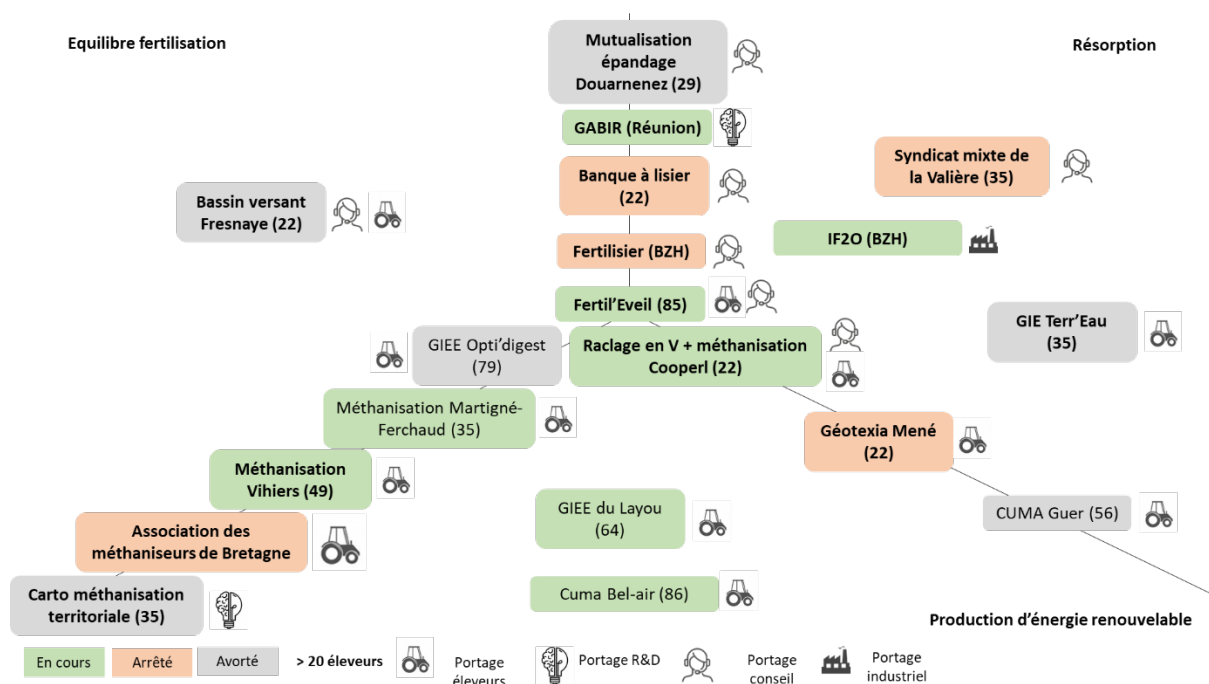 Equilibre fertilisation
Résorption
Mutualisation
épandage
Douarnenez (29)
GABIR (Réunion)
Banque à lisier
(22)
Syndicat mixte de
la Valière (35)
Bassin versant
Fresnaye (22)
IF2O (BZH)
Fertilisier (BZH)
Fertil'Eveil (85)
GIE Terr'Eau
(35)
GIEE Opti'digest
(79)
Raclage en V + méthanisation
Cooperl (22)
Méthanisation Martigné-
Ferchaud (35)
Géotexia Mené
(22)
Méthanisation
Vihiers (49)
GIEE du Layou
(64)
CUMA Guer (56)
Association des
méthaniseurs de Bretagne
Carto méthanisation
territoriale (35)
Cuma Bel-air (86)
Production d'énergie renouvelable
En cours
Arrêté
Avorté
> 20 éleveurs
Portage
éleveurs
Portage R&D
Portage
conseil
Portage
industriel